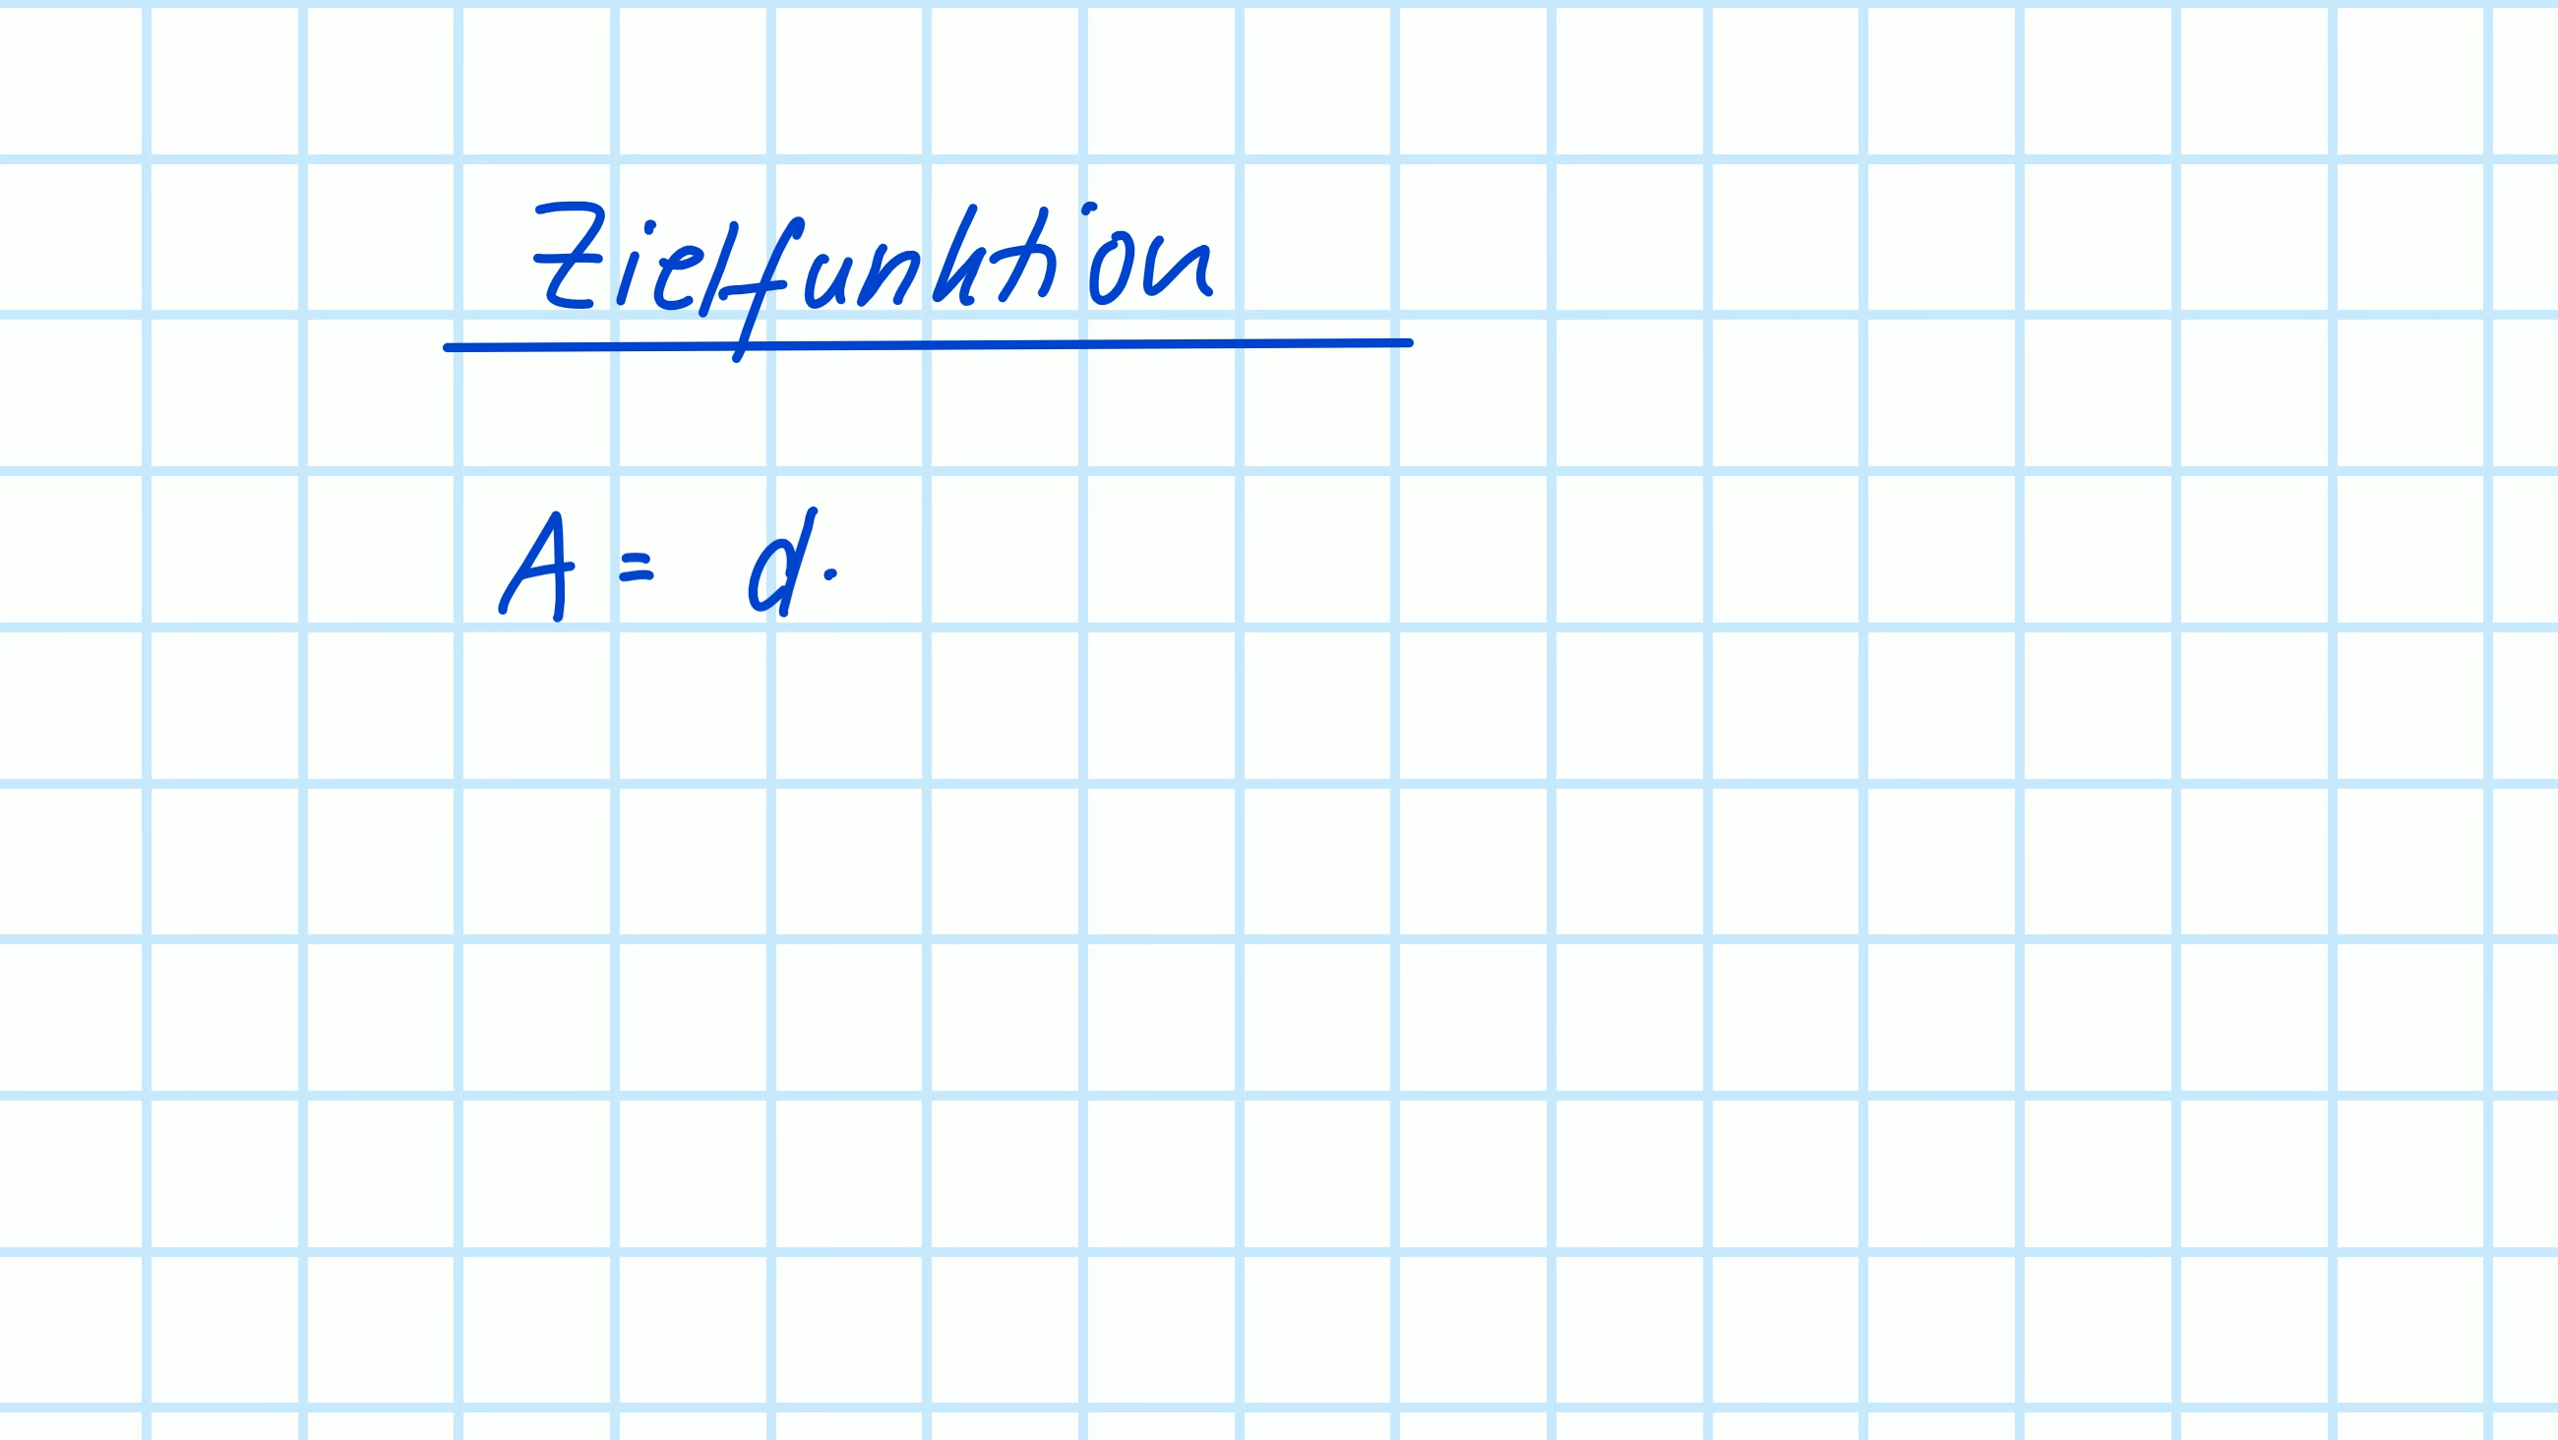 Zielfunktion
A = d·